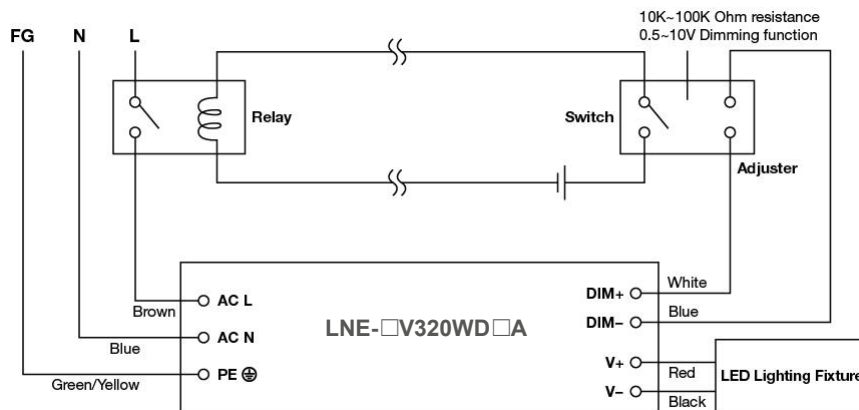 10K~100K Ohm resistance
0.5~10V Dimming function
FG N L
Relay
Switch
Adjuster
White
DIM+
Brown
AC L
Blue
DIM–
LNE-□V320WD□A
AC N
Blue
V+
Red
LED Lighting Fixture
PE
Green/Yellow
V–
Black